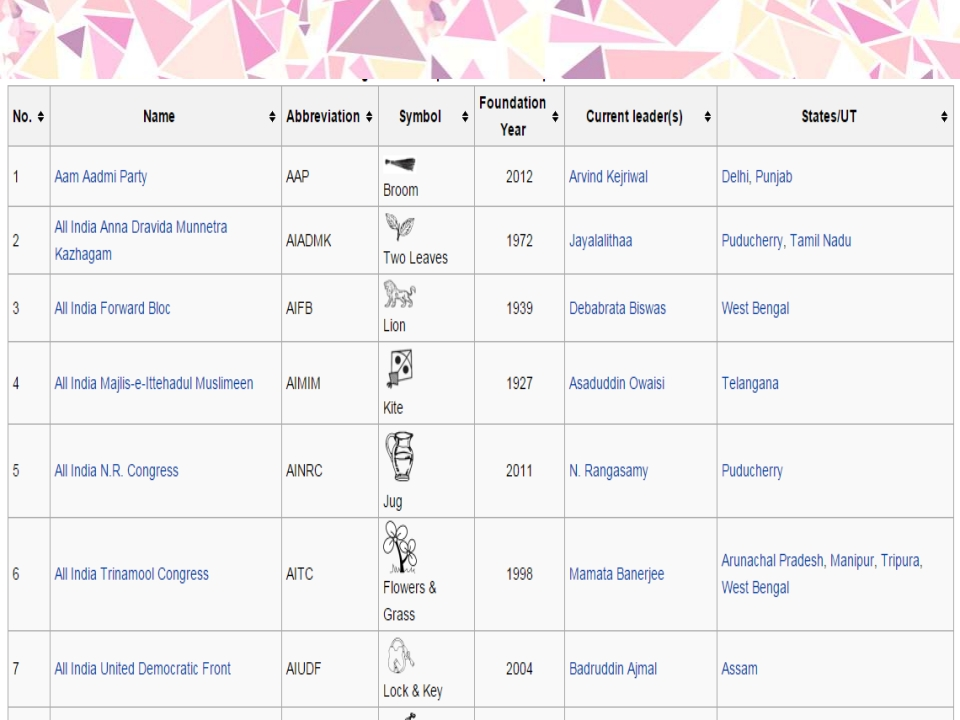 No. Name Abbreviation Symbol Foundation Year Current leader(s) States/UT
1 Aam Aadmi Party AAP Broom 2012 Arvind Kejriwal Delhi, Punjab
2 All India Anna Dravida Munnetra Kazhagam AIADMK Two Leaves 1972 Jayalalithaa Puducherry, Tamil Nadu
3 All India Forward Bloc AIFB Lion 1939 Debabrata Biswas West Bengal
4 All India Majlis-e-Ittehadul Muslimeen AIMIM Kite 1927 Asaduddin Owaisi Telangana
5 All India N.R. Congress AINRC Jug 2011 N. Rangasamy Puducherry
6 All India Trinamool Congress AITC Flowers & Grass 1998 Mamata Banerjee Arunachal Pradesh, Manipur, Tripura, West Bengal
7 All India United Democratic Front AIUDF Lock & Key 2004 Badruddin Ajmal Assam